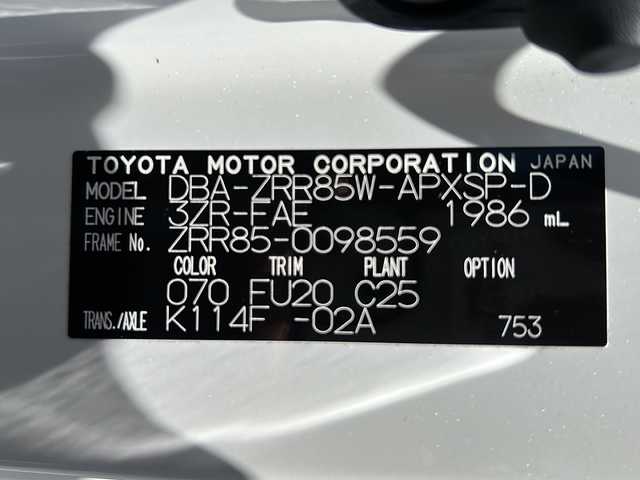 TOYOTA MOTOR CORPORATION JAPAN
MODEL DBA-ZRR85W-APXSP-D
ENGINE 3ZR-FAE 1986 mL
FRAME No. ZRR85-0098559
COLOR TRIM PLANT OPTION
070 FU20 C25
TRANS./AXLE K114F -02A 753